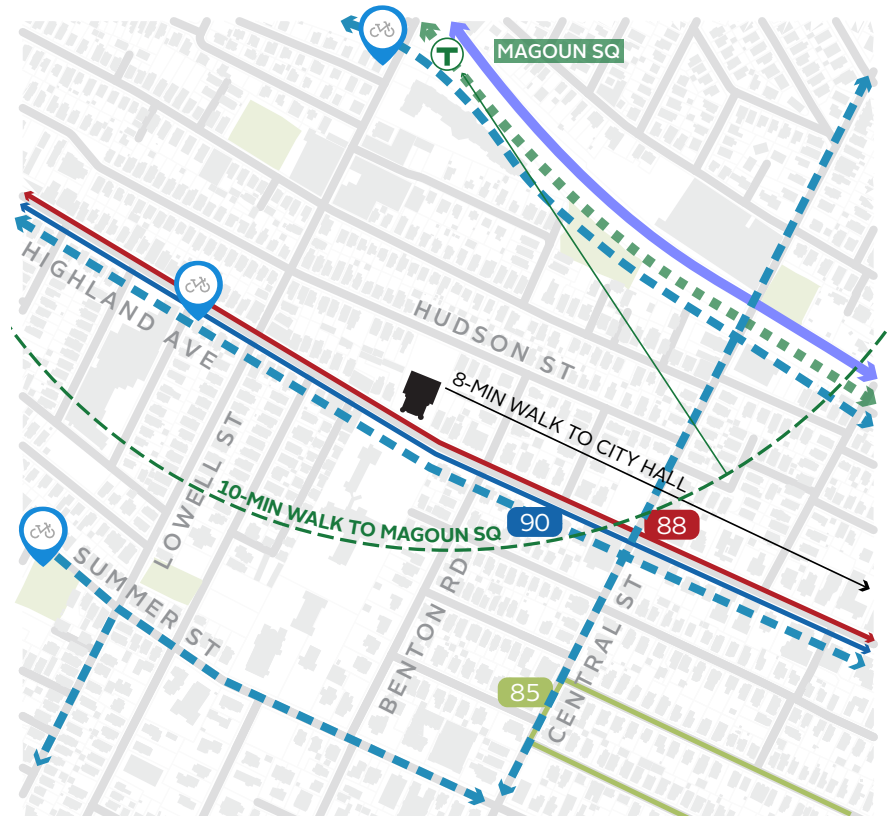 T
MAGOUN SQ
HIGHLAND AVE
HUDSON ST
8-MIN WALK TO CITY HALL
LOWELL ST
10-MIN WALK TO MAGOUN SQ
90
88
SUMMER ST
BENTON RD
CENTRAL ST
85